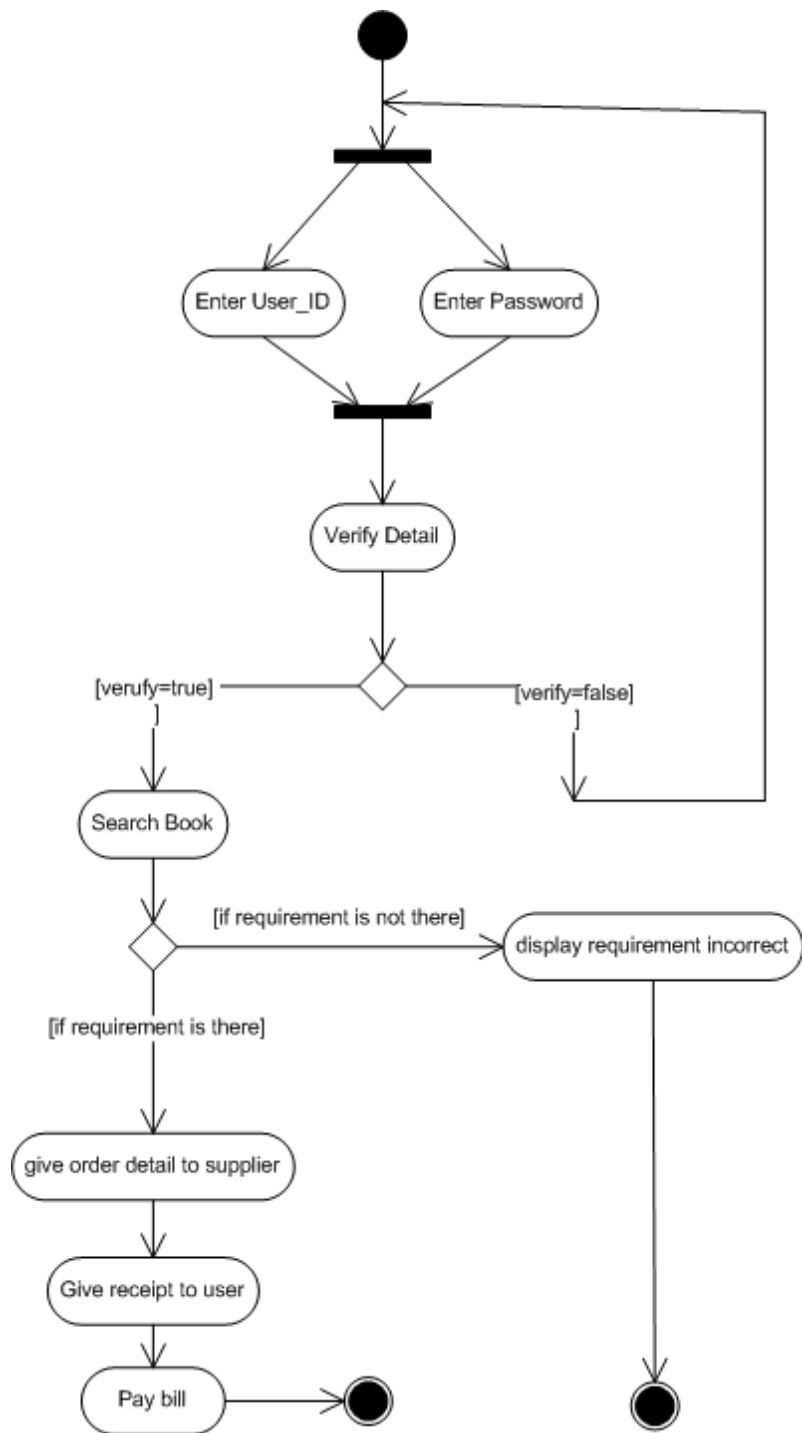 Enter User_ID
Enter Password
Verify Detail
[verufy=true]
]
[verify=false]
]
Search Book
[if requirement is not there]
display requirement incorrect
[if requirement is there]
give order detail to supplier
Give receipt to user
Pay bill